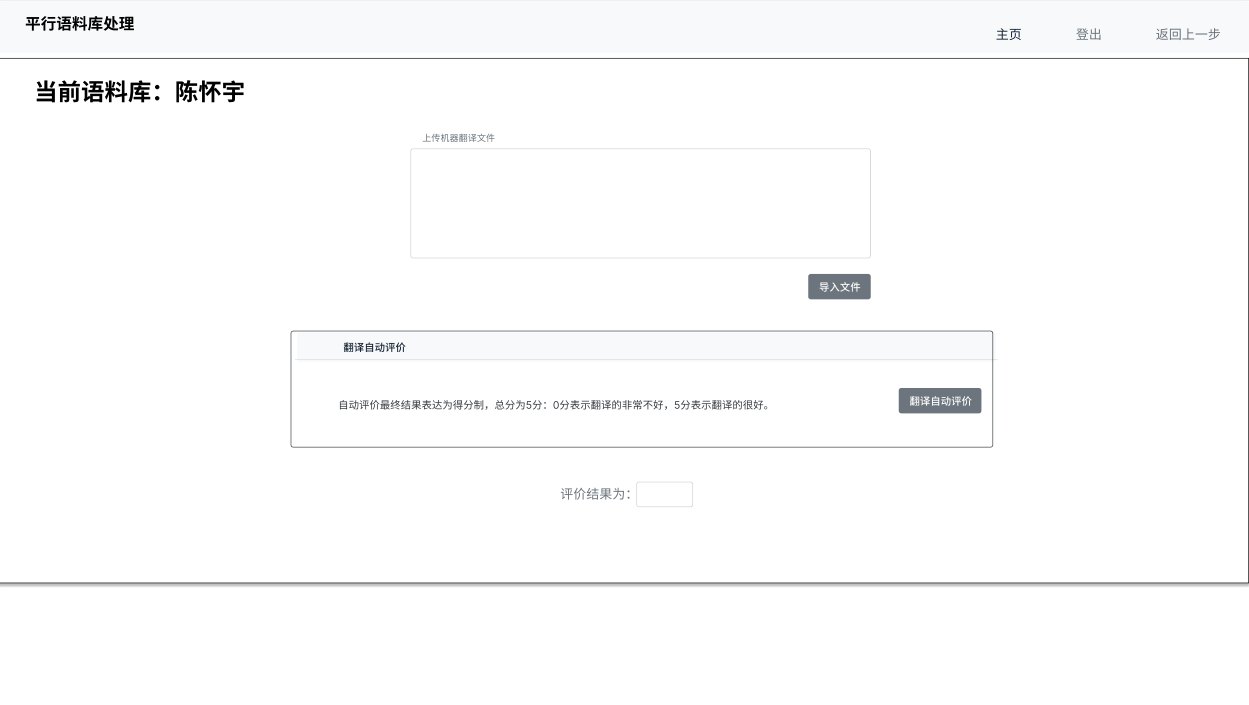 平行语料库处理
主页 登出 返回上一步
当前语料库：陈怀宇
上传机器翻译文件
导入文件
翻译自动评价
自动评价最终结果表达为得分制，总分为5分：0分表示翻译的非常不好，5分表示翻译的很好。
翻译自动评价
评价结果为：